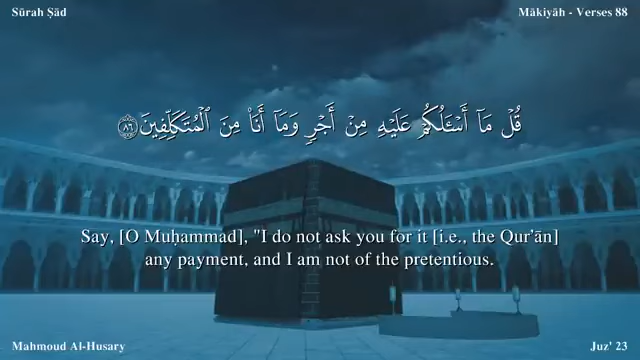 Sūrah Ṣād
Mākiyāh - Verses 88
قُلْ مَآ أَسْـَٔلُكُمْ عَلَيْهِ مِنْ أَجْرٍ وَمَآ أَنَا۠ مِنَ ٱلْمُتَكَلِّفِينَ ٨٦
Say, [O Muḥammad], "I do not ask you for it [i.e., the Qur'ān]
any payment, and I am not of the pretentious.
Mahmoud Al-Husary
Juz' 23